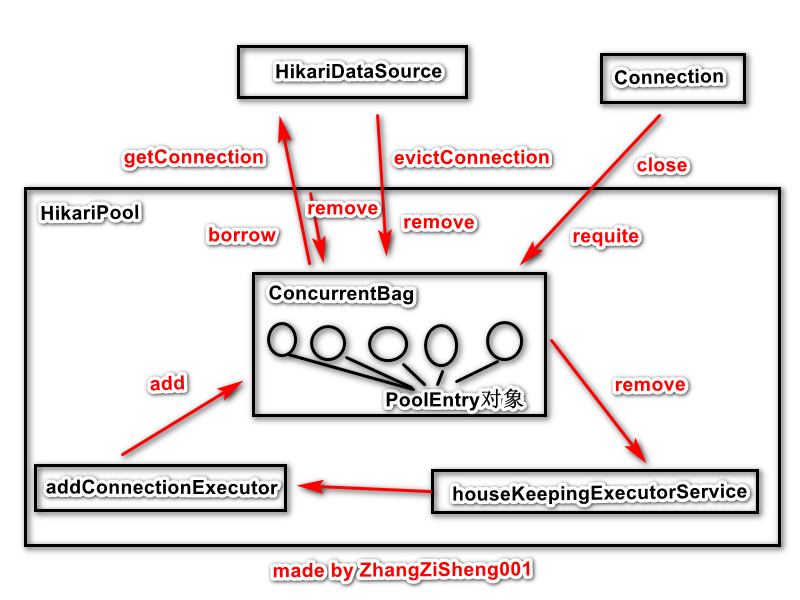 HikariDataSource
Connection
getConnection
evictConnection
close
HikariPool
remove
borrow
remove
requite
ConcurrentBag
PoolEntry对象
add
remove
addConnectionExecutor
houseKeepingExecutorService
made by ZhangZiSheng001